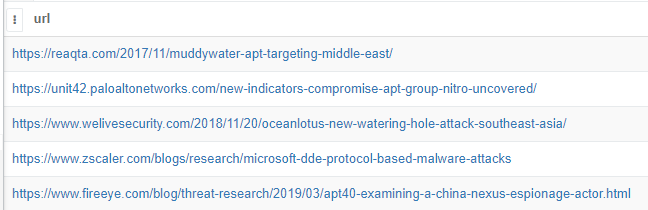 url
https://reaqta.com/2017/11/muddywater-apt-targeting-middle-east/
https://unit42.paloaltonetworks.com/new-indicators-compromise-apt-group-nitro-uncovered/
https://www.welivesecurity.com/2018/11/20/oceanlotus-new-watering-hole-attack-southeast-asia/
https://www.zscaler.com/blogs/research/microsoft-dde-protocol-based-malware-attacks
https://www.fireeye.com/blog/threat-research/2019/03/apt40-examining-a-china-nexus-espionage-actor.html